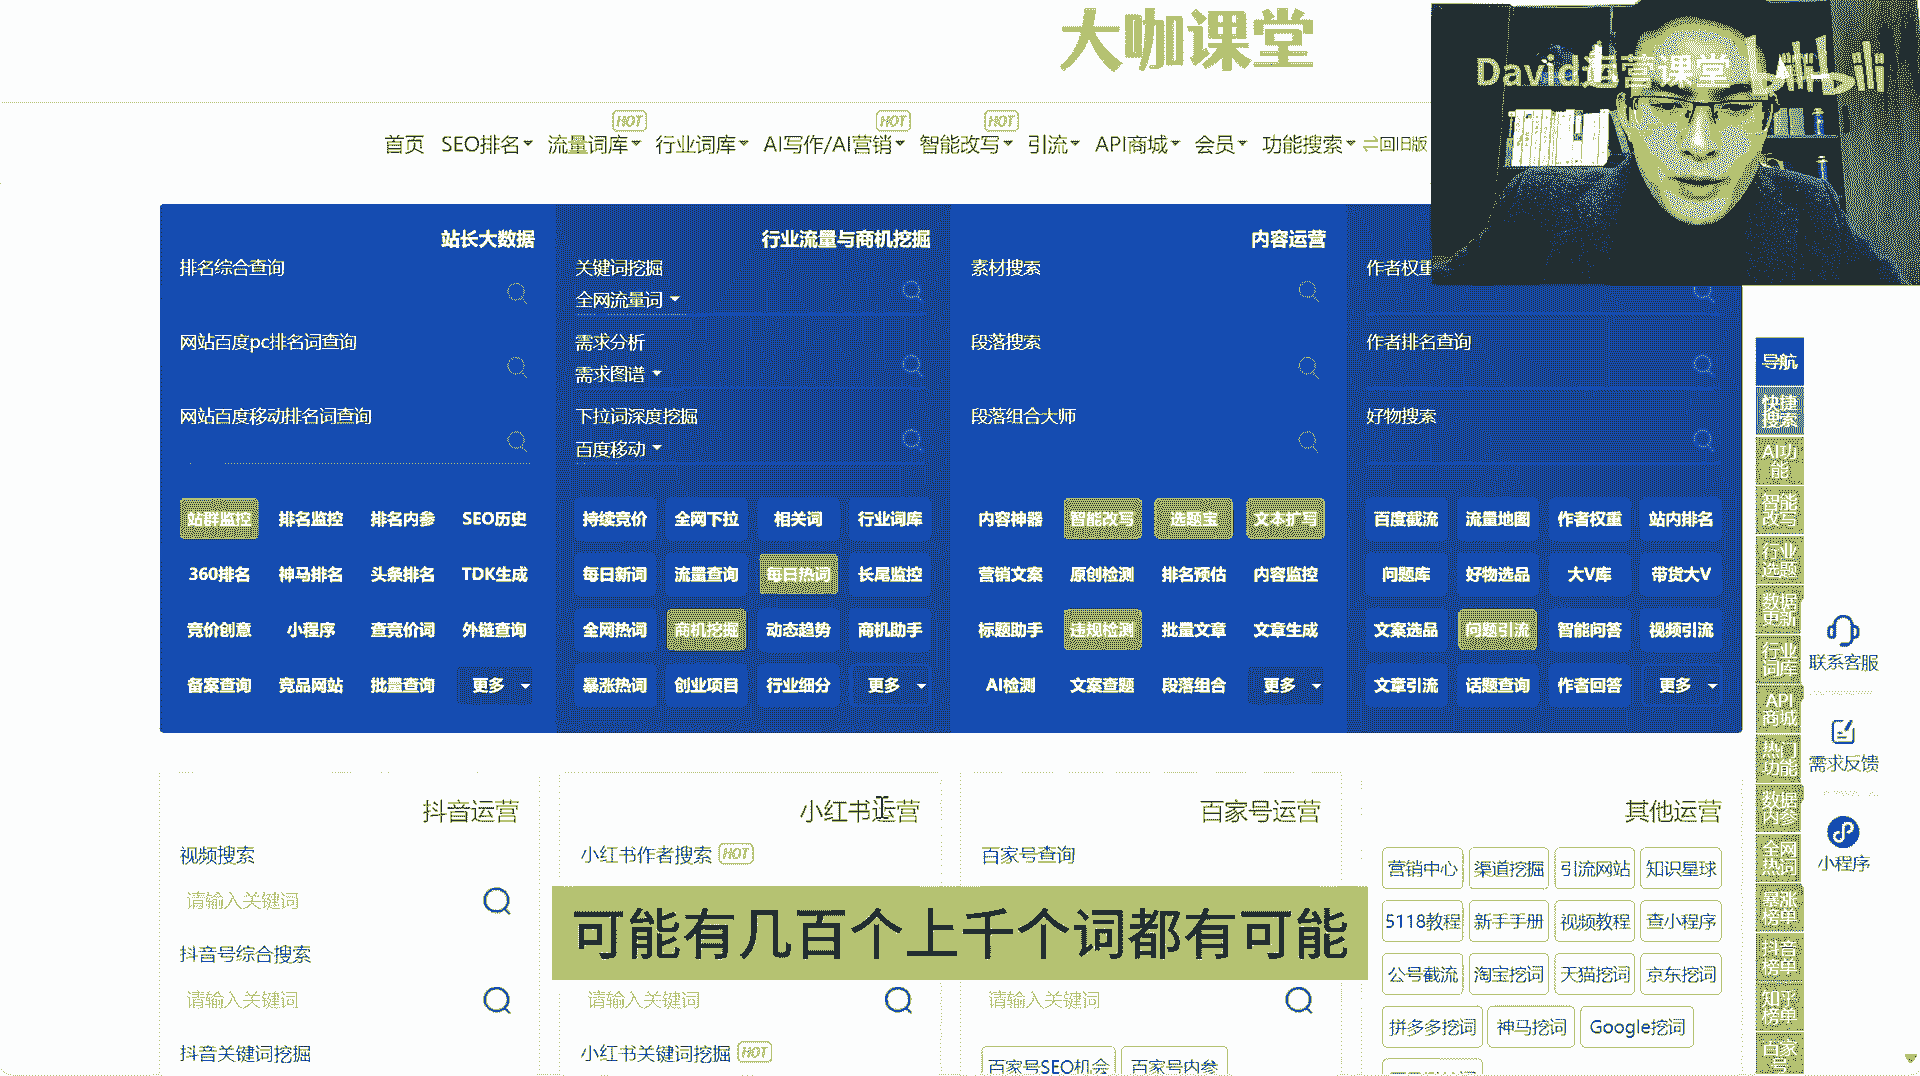 大咖课堂
David运营课堂
bilibili
HOT
HOT
HOT
首页 SEO排名 流量词库 行业词库 AI写作/AI营销 智能改写 引流 API商城 会员 功能搜索 回旧版
站长大数据
排名综合查询
网站百度pc排名词查询
网站百度移动排名词查询
站群监控 排名监控 排名内参 SEO历史
360排名 神马排名 头条排名 TDK生成
竞价创意 小程序 查竞价词 外链查询
备案查询 竞品网站 批量查询 更多
行业流量与商机挖掘
关键词挖掘
全网流量词
需求分析
需求图谱
下拉词深度挖掘
百度移动
持续竞价 全网下拉 相关词 行业词库
每日新词 流量查询 每日热词 长尾监控
全网热词 商机挖掘 动态趋势 商机助手
暴涨热词 创业项目 行业细分 更多
内容运营
素材搜索
段落搜索
段落组合大师
内容神器 智能改写 选题宝 文本扩写
营销文案 原创检测 排名预估 内容监控
标题助手 违规检测 批量文章 文章生成
AI检测 文案查题 段落组合 更多
作者权重
作者排名查询
好物搜索
百度截流 流量地图 作者权重 站内排名
问题库 好物选品 大V库 带货大V
文案选品 问题引流 智能问答 视频引流
文章引流 话题查询 作者回答 更多
导航
快捷搜索
AI功能
智能改写
行业选题
数据更新
行业词库
API商城
热门功能
数据内参
全网热词
暴涨榜单
抖音榜单
知乎榜单
百家号
联系客服
需求反馈
小程序
抖音运营
视频搜索
请输入关键词
抖音号综合搜索
请输入关键词
抖音关键词挖掘
小红书运营
小红书作者搜索 HOT
请输入关键词
小红书关键词挖掘 HOT
百家号运营
百家号查询
请输入关键词
百家号SEO机会 百家号内参
其他运营
营销中心 渠道挖掘 引流网站 知识星球
5118教程 新手手册 视频教程 查小程序
公号截流 淘宝挖词 天猫挖词 京东挖词
拼多多挖词 神马挖词 Google挖词
可能有几百个上千个词都有可能